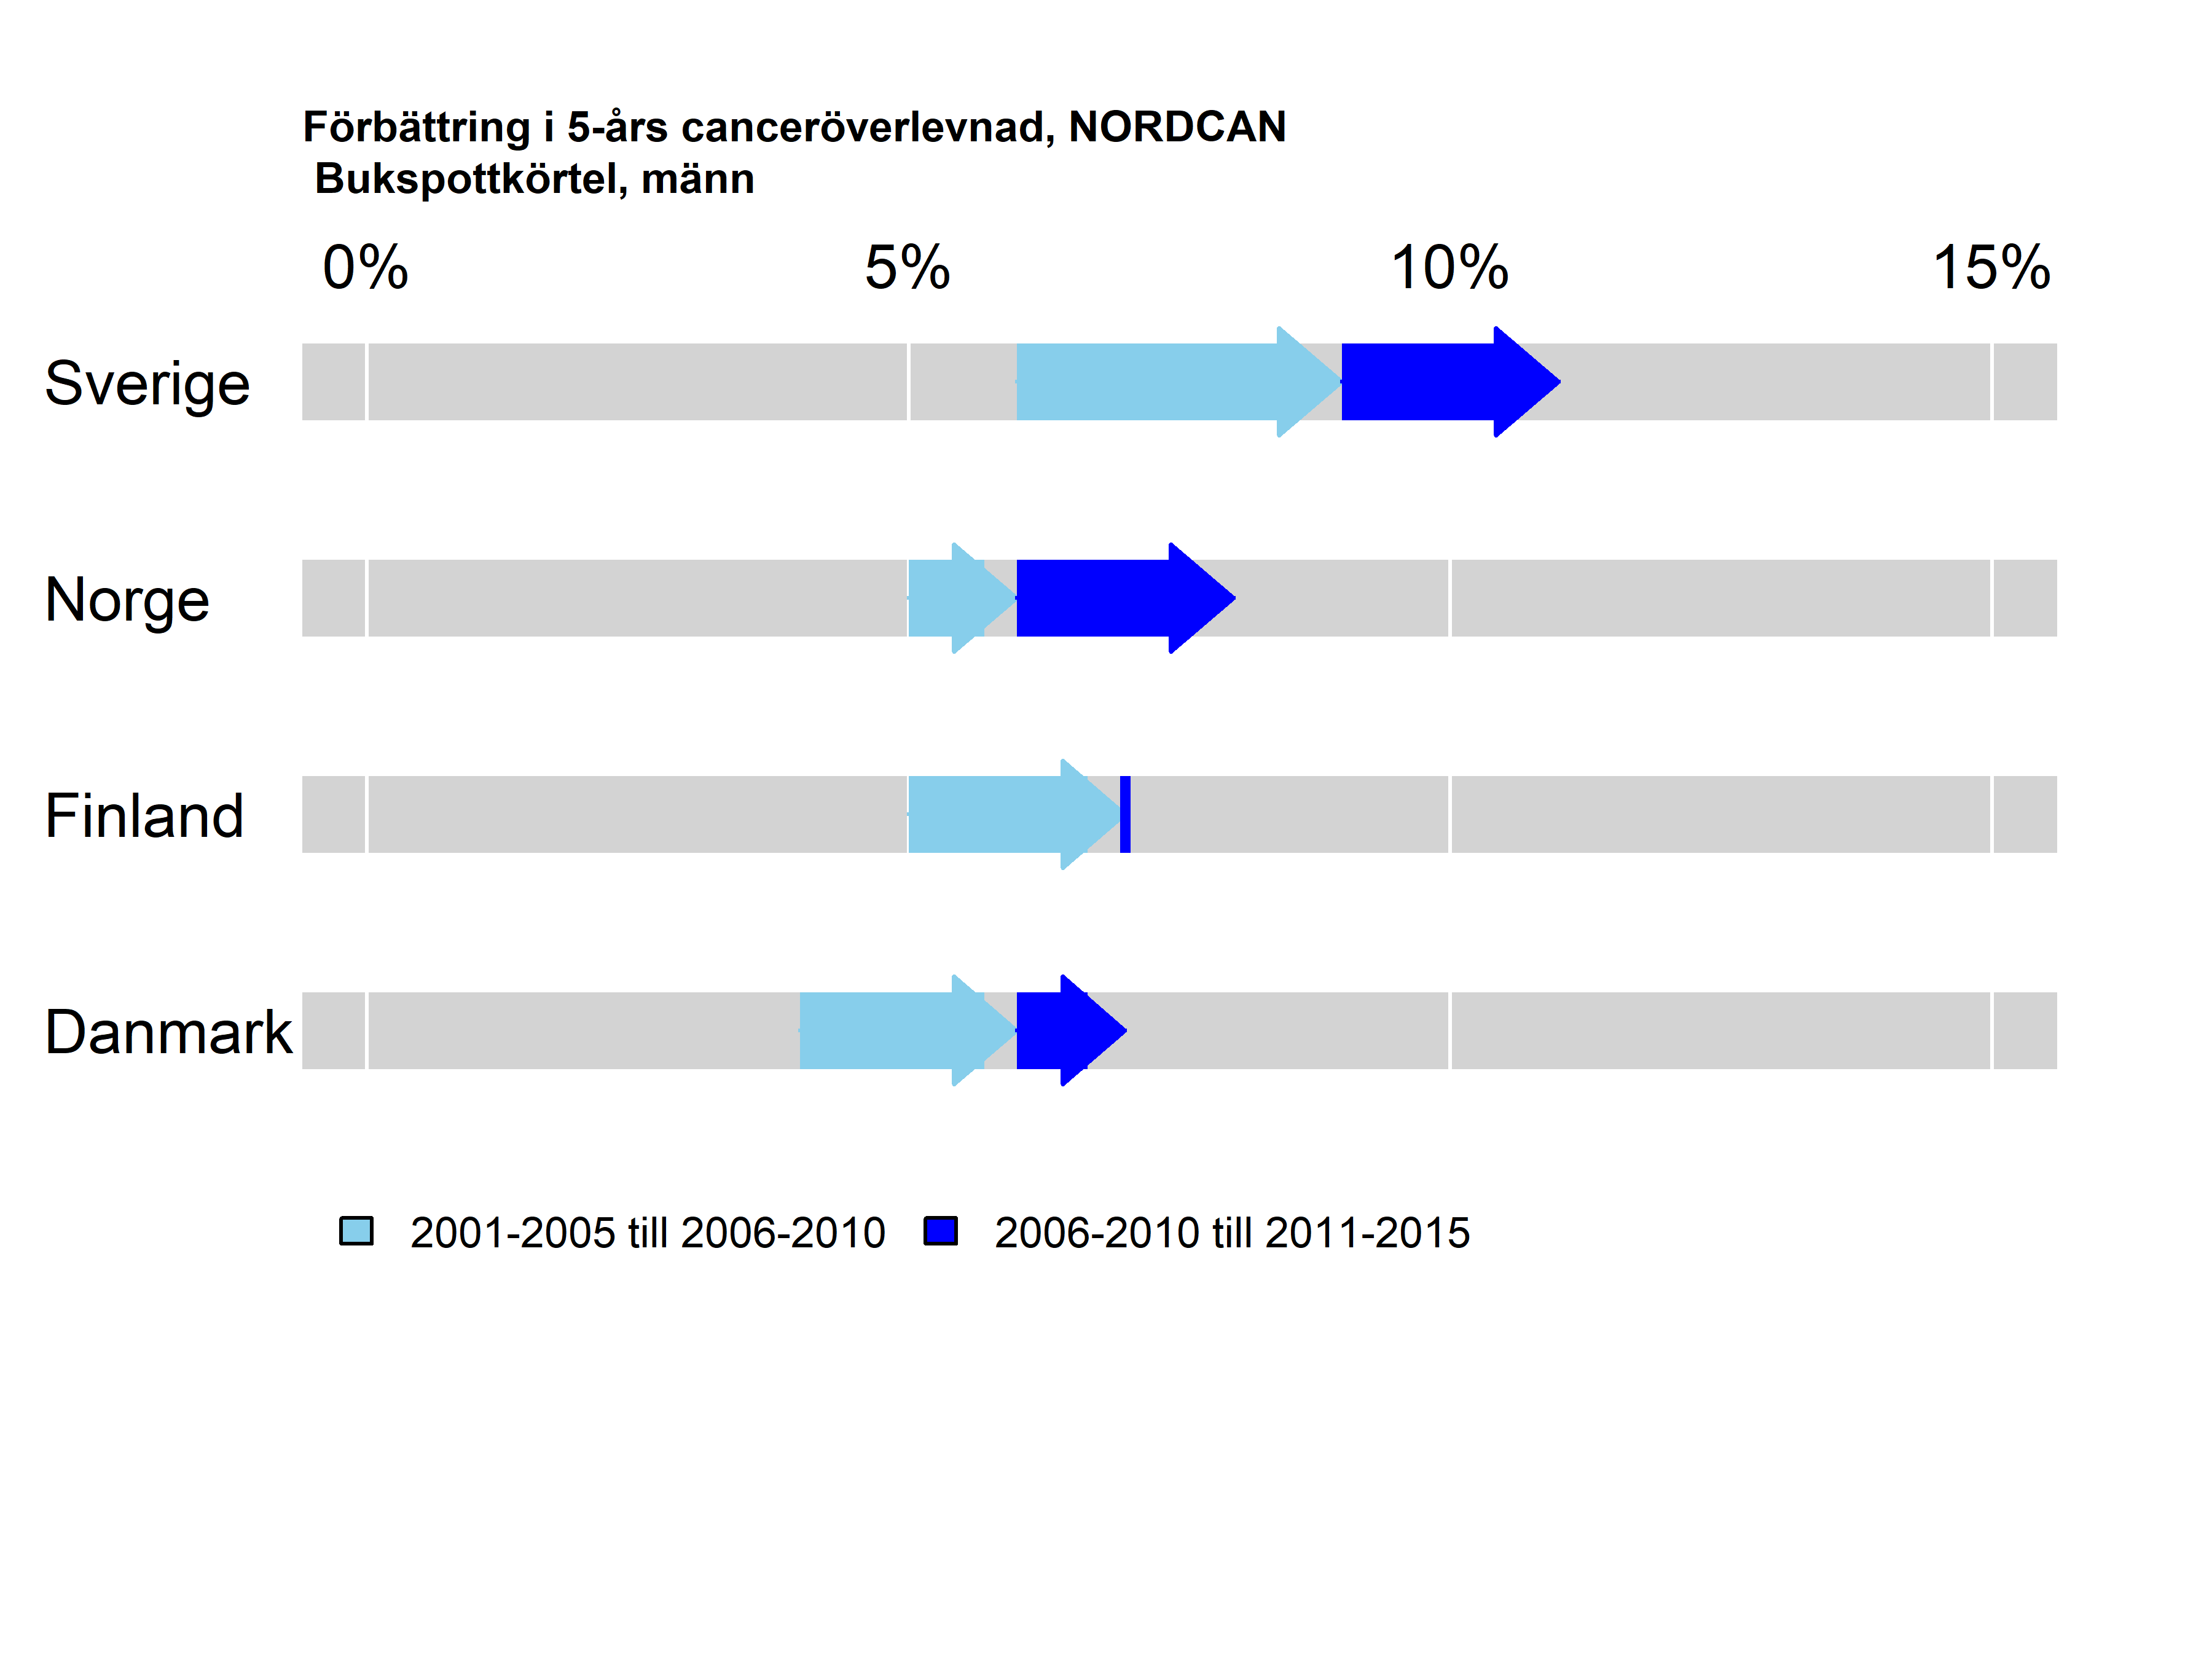 Förbättring i 5-års canceröverlevnad, NORDCAN
Bukspottkörtel, männ
0% 5% 10% 15%
Sverige
Norge
Finland
Danmark
2001-2005 till 2006-2010 2006-2010 till 2011-2015